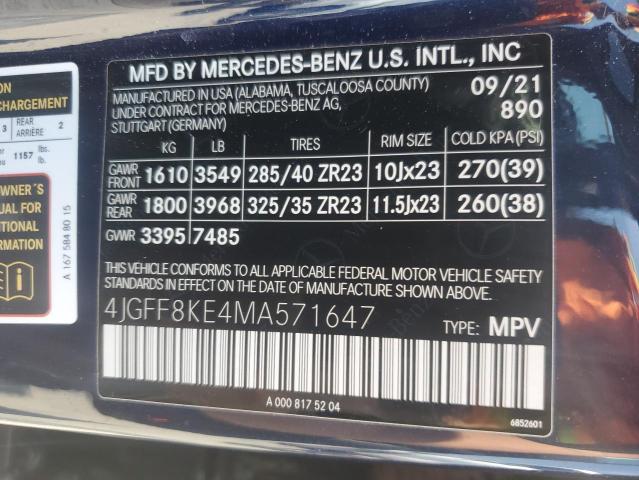 ON
CHARGEMENT
3 REAR ARRIÈRE 2
1157 lbs. lb.
WNER´S
UAL FOR
TIONAL
RMATION
A 167 584 80 15
MFD BY MERCEDES-BENZ U.S. INTL., INC
MANUFACTURED IN USA (ALABAMA, TUSCALOOSA COUNTY) 09/21
UNDER CONTRACT FOR MERCEDES-BENZ AG, 890
STUTTGART (GERMANY)
KG LB TIRES RIM SIZE COLD KPA (PSI)
GAWR FRONT 1610 3549 285/40 ZR23 10Jx23 270(39)
GAWR REAR 1800 3968 325/35 ZR23 11.5Jx23 260(38)
GVWR 3395 7485
THIS VEHICLE CONFORMS TO ALL APPLICABLE FEDERAL MOTOR VEHICLE SAFETY
STANDARDS IN EFFECT ON THE DATE OF MANUFACTURE SHOWN ABOVE.
4JGFF8KE4MA571647 TYPE: MPV
A 000 817 52 04
6852601